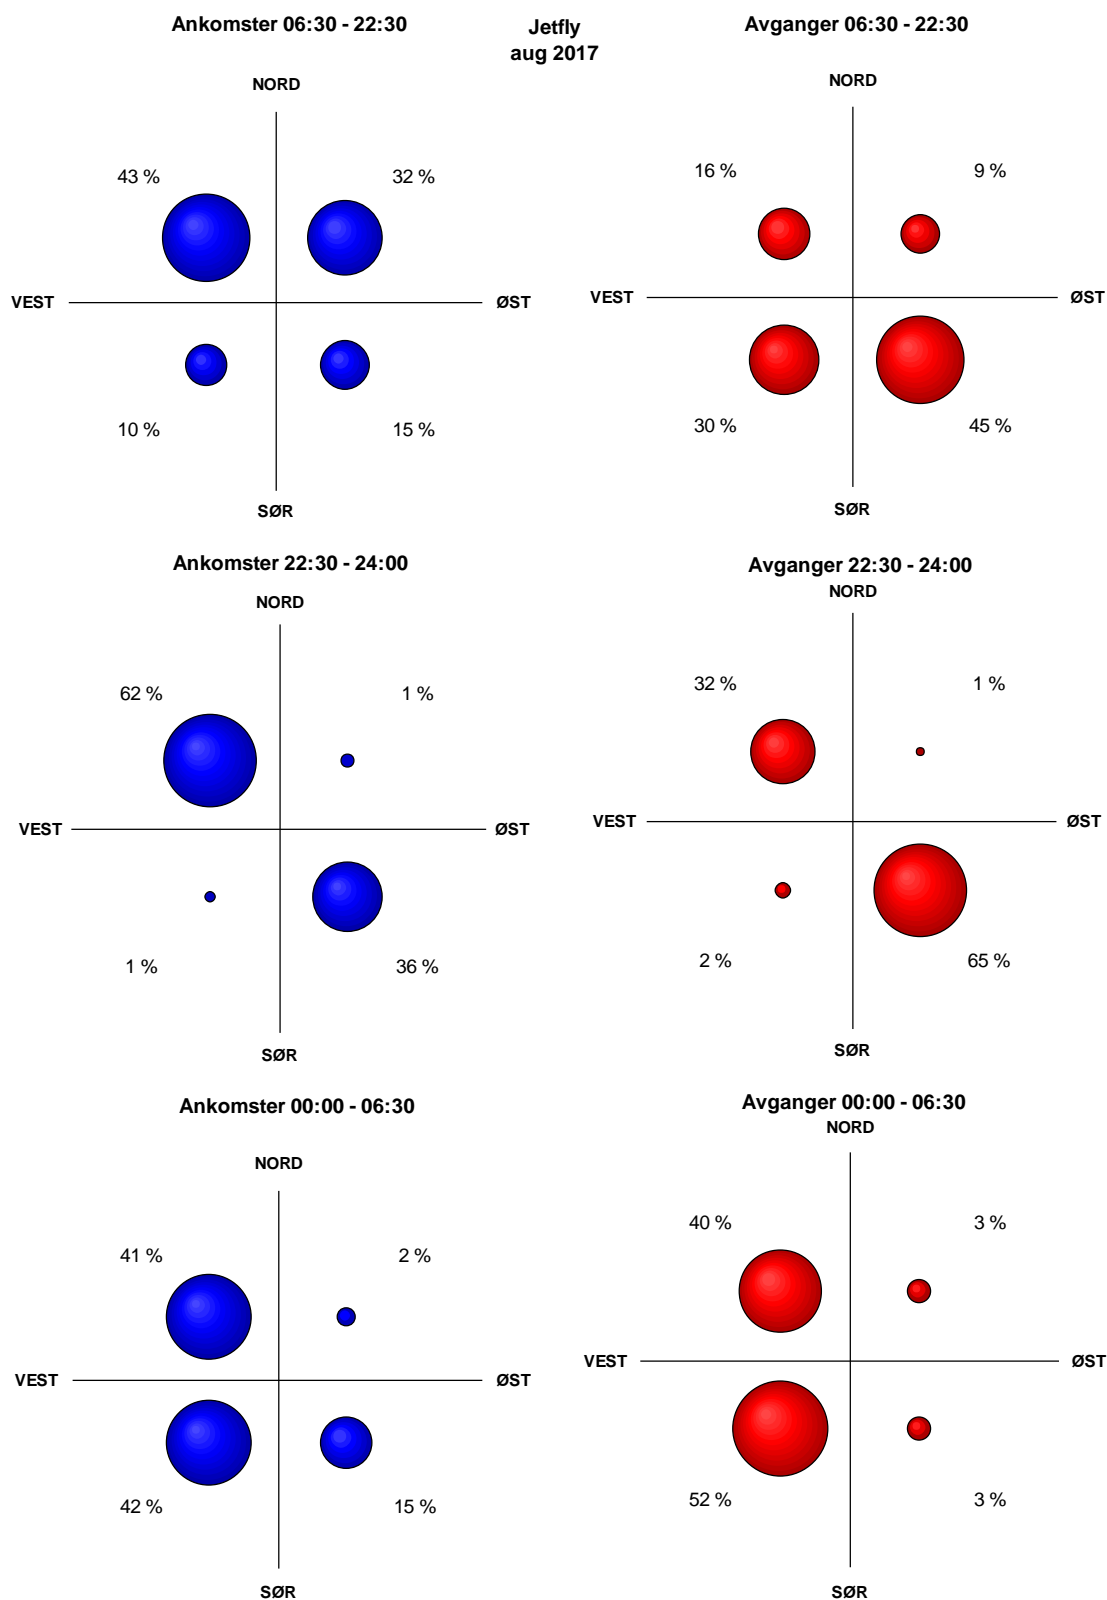 Jetfly
aug 2017
Ankomster 06:30 - 22:30
NORD
43 %
32 %
VEST
ØST
10 %
15 %
SØR
Avganger 06:30 - 22:30
NORD
16 %
9 %
VEST
ØST
30 %
45 %
SØR
Ankomster 22:30 - 24:00
NORD
62 %
1 %
VEST
ØST
1 %
36 %
SØR
Avganger 22:30 - 24:00
NORD
32 %
1 %
VEST
ØST
2 %
65 %
SØR
Ankomster 00:00 - 06:30
NORD
41 %
2 %
VEST
ØST
42 %
15 %
SØR
Avganger 00:00 - 06:30
NORD
40 %
3 %
VEST
ØST
52 %
3 %
SØR